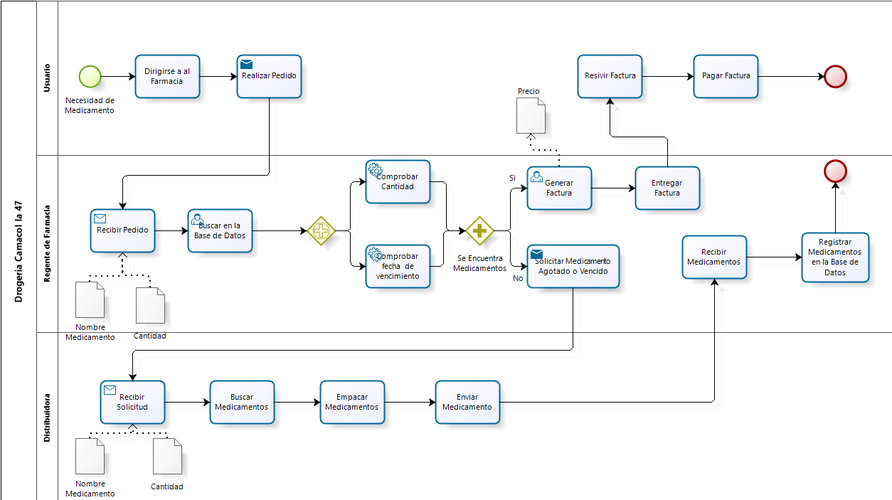 Drogeria Camacol la 47
Usuario
Necesidad de
Medicamento
Dirigirse a al
Farmacia
Realizar Pedido
Precio
Resivir Factura
Pagar Factura
Regente de Farmacia
Recibir Pedido
Nombre
Medicamento
Cantidad
Buscar en la
Base de Datos
Comprobar
Cantidad
Comprobar
fecha de
vencimiento
Se Encuentra
Medicamentos
Si
No
Generar
Factura
Entregar
Factura
Solicitar Medicamento
Agotado o Vencido
Recibir
Medicamentos
Registrar
Medicamentos
en la Base de
Datos
Distribuidora
Recibir
Solicitud
Nombre
Medicamento
Cantidad
Buscar
Medicamentos
Empacar
Medicamentos
Enviar
Medicamento